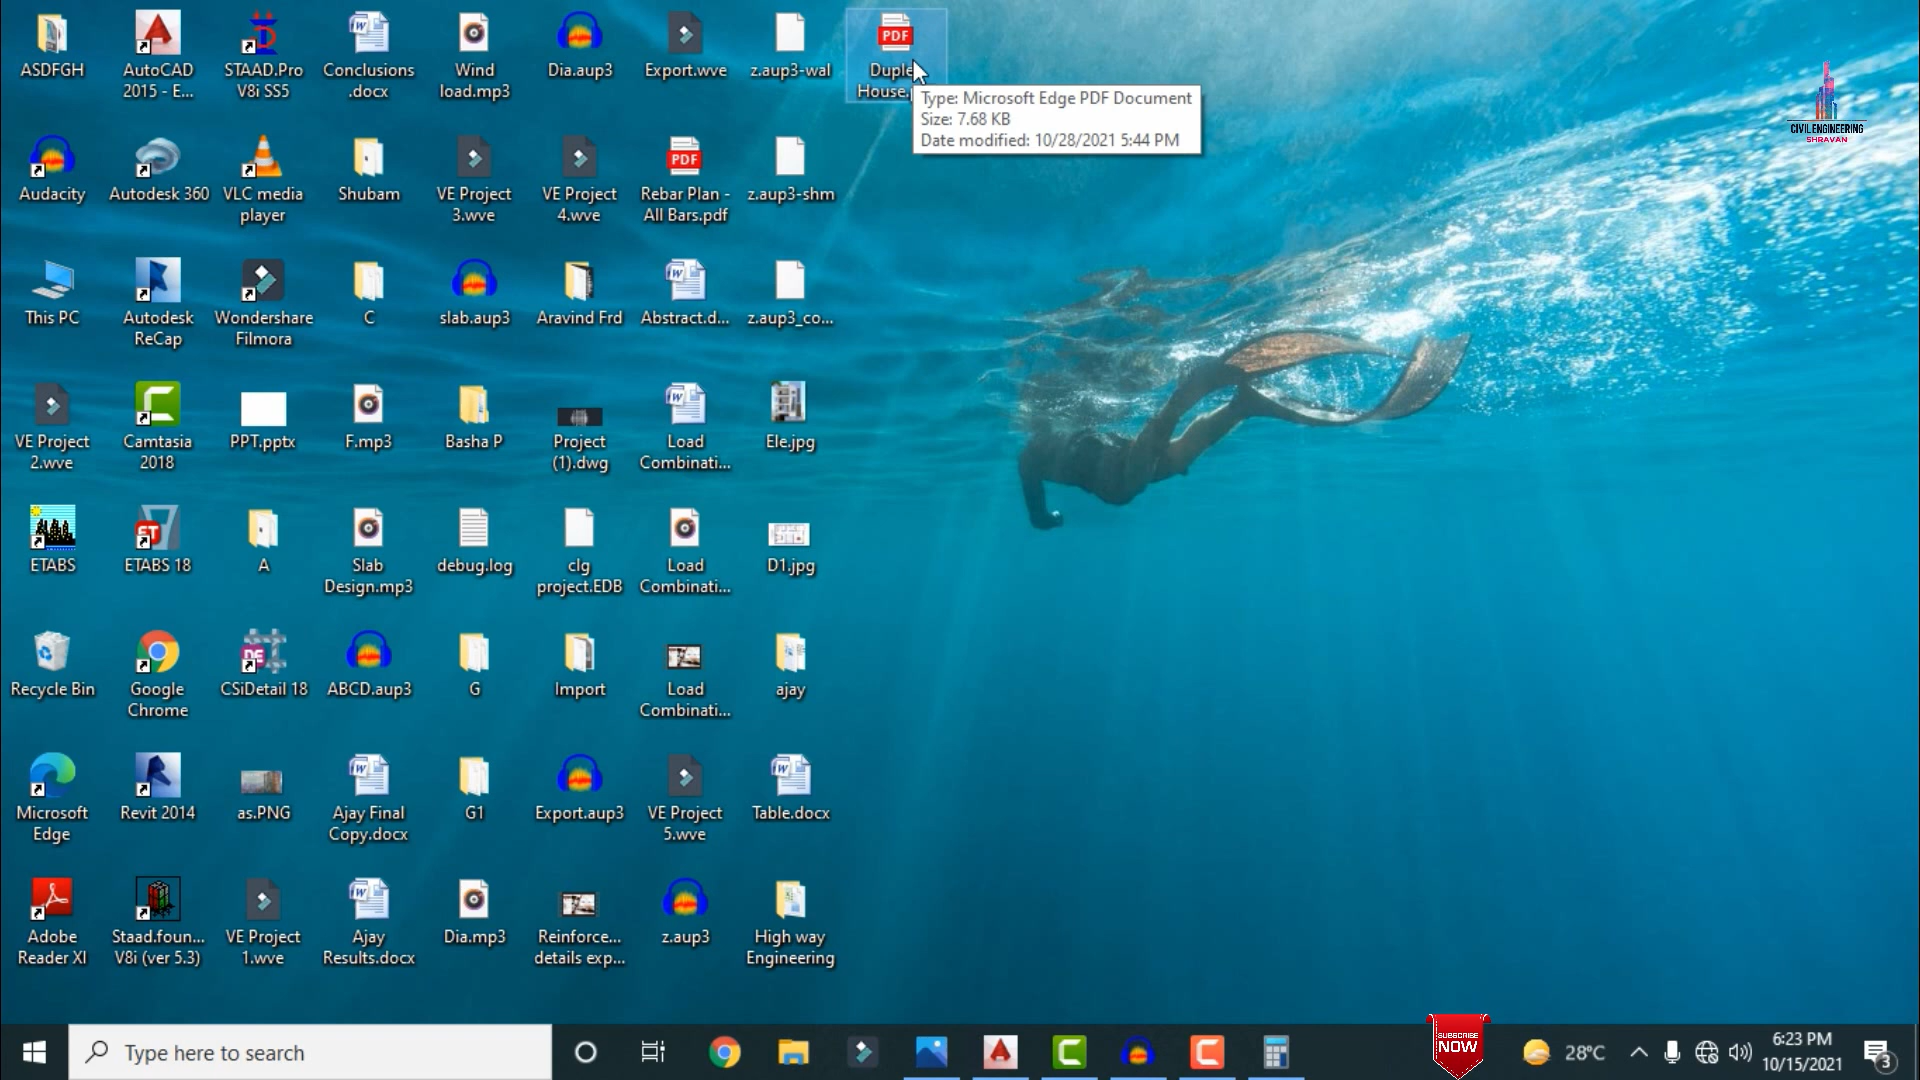 ASDFGH
AutoCAD
2015 - E...
STAAD.Pro
V8i SS5
Conclusions
.docx
Wind
load.mp3
Dia.aup3
Export.wve
z.aup3-wal
PDF
House.
Type: Microsoft Edge PDF Document
Size: 7.68 KB
Date modified: 10/28/2021 5:44 PM
CIVIL ENGINEERING
SHRAVAN
Audacity
Autodesk 360
VLC media
player
Shubam
VE Project
3.wve
VE Project
4.wve
PDF
Rebar Plan -
All Bars.pdf
z.aup3-shm
This PC
Autodesk
ReCap
Wondershare
Filmora
C
slab.aup3
Aravind Frd
Abstract.d...
z.aup3_co...
VE Project
2.wve
Camtasia
2018
PPT.pptx
F.mp3
Basha P
Project
(1).dwg
Load
Combinati...
Ele.jpg
ETABS
ETABS 18
A
Slab
Design.mp3
debug.log
clg
project.EDB
Load
Combinati...
D1.jpg
Recycle Bin
Google
Chrome
CSiDetail 18
ABCD.aup3
G
Import
Load
Combinati...
ajay
Microsoft
Edge
Revit 2014
as.PNG
Ajay Final
Copy.docx
G1
Export.aup3
VE Project
5.wve
Table.docx
Adobe
Reader XI
Staad.foun...
V8i (ver 5.3)
VE Project
1.wve
Ajay
Results.docx
Dia.mp3
Reinforce...
details exp...
z.aup3
High way
Engineering
Type here to search
SUBSCRIBE
NOW
28°C
6:23 PM
10/15/2021
3